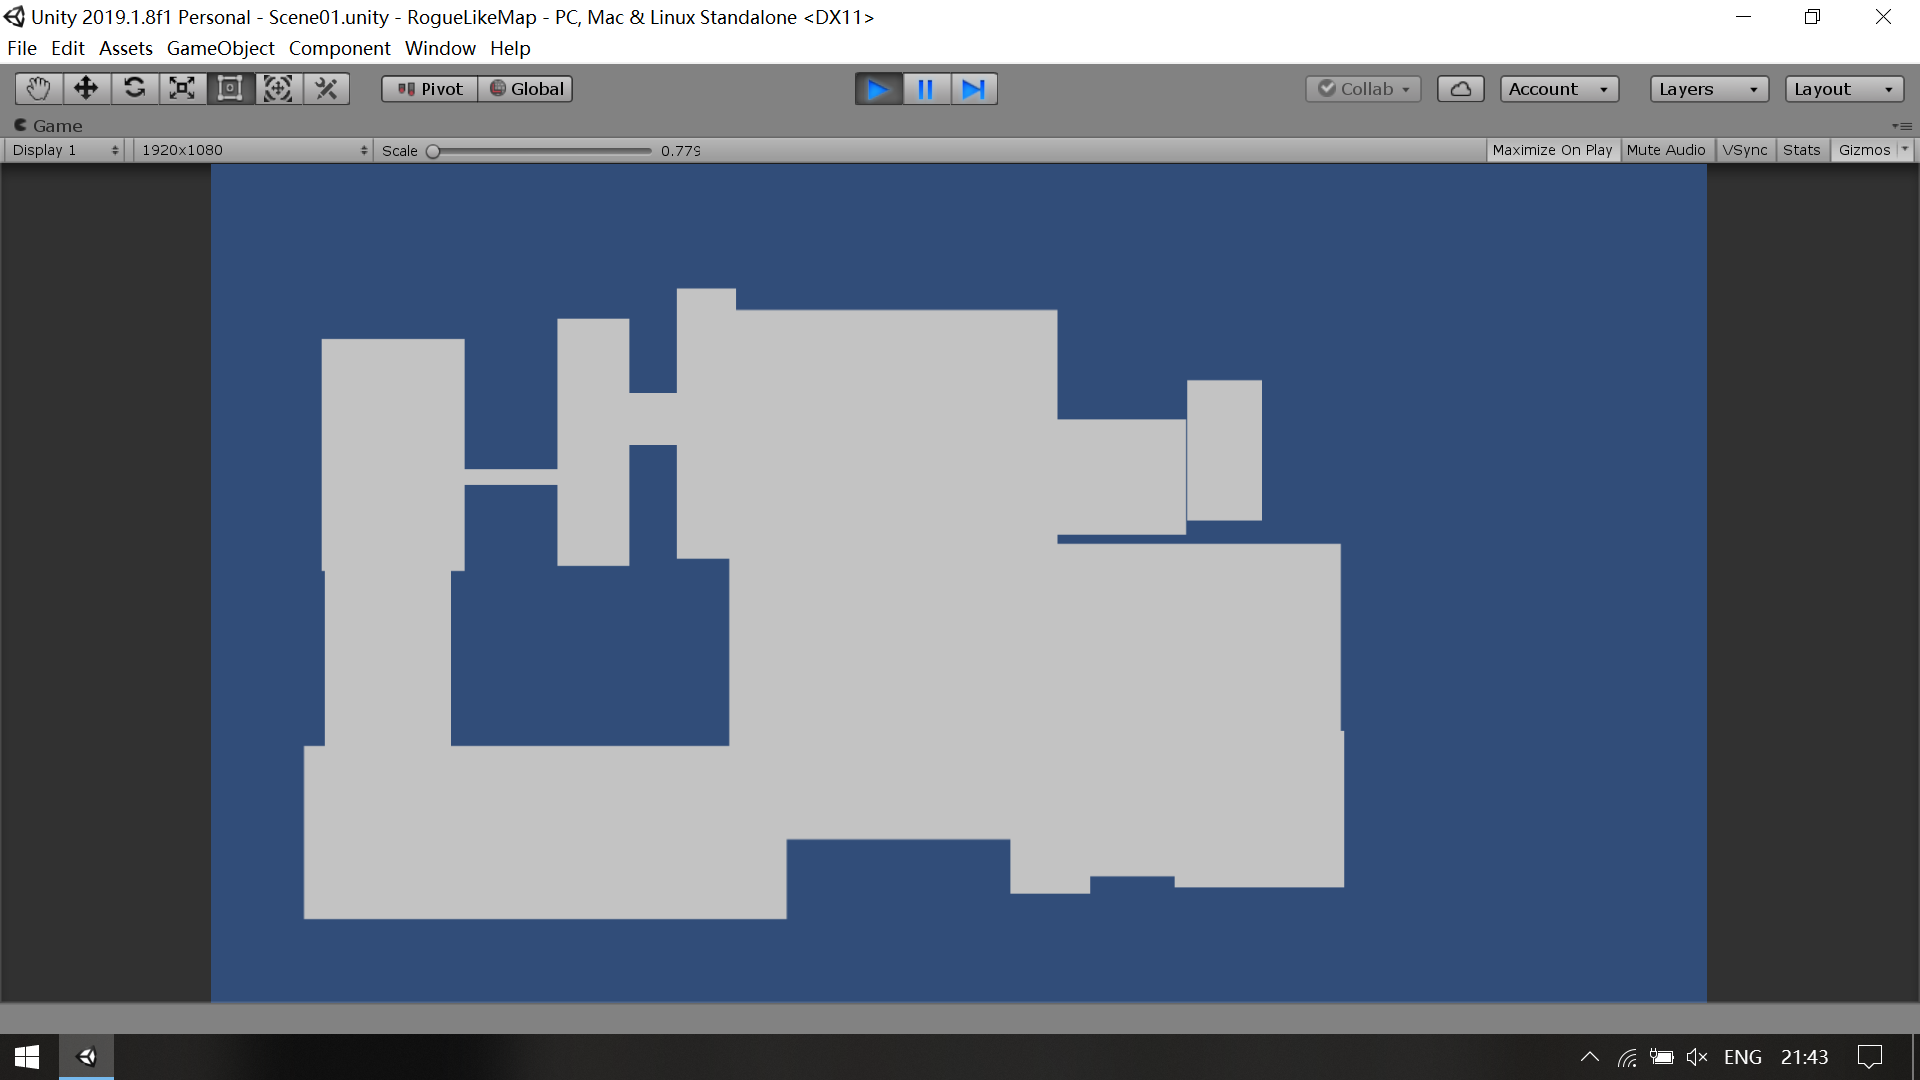 Unity 2019.1.8f1 Personal - Scene01.unity - RogueLikeMap - PC, Mac & Linux Standalone <DX11>
File Edit Assets GameObject Component Window Help
Pivot Global Collab Account Layers Layout
Game
Display 1 1920x1080 Scale 0.779 Maximize On Play Mute Audio VSync Stats Gizmos
ENG 21:43